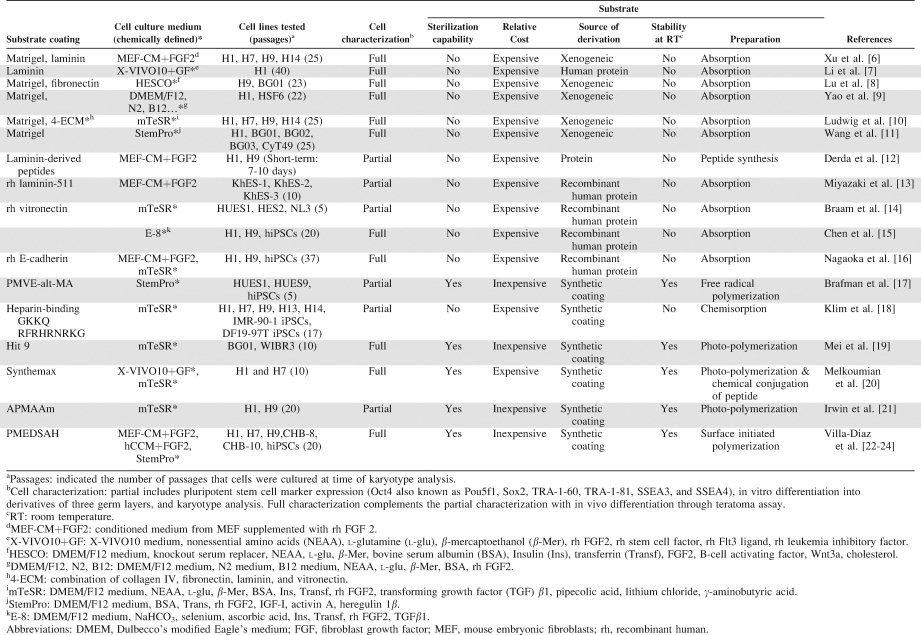 Substrate
Cell culture medium Cell lines tested Cell Sterilization Relative Source of Stability
Substrate coating (chemically defined)* (passages)a characterizationb capability Cost derivation at RTc Preparation References
Matrigel, laminin MEF-CM+FGF2d H1, H7, H9, H14 (25) Full No Expensive Xenogeneic No Absorption Xu et al. [6]
Laminin X-VIVO10+GF*e H1 (40) Full No Expensive Human protein No Absorption Li et al. [7]
Matrigel, fibronectin HESCO*f H9, BG01 (23) Full No Expensive Xenogeneic No Absorption Lu et al. [8]
Matrigel, DMEM/F12, H1, HSF6 (22) Full No Expensive Xenogeneic No Absorption Yao et al. [9]
N2, B12…*g
Matrigel, 4-ECM*h mTeSR*i H1, H7, H9, H14 (25) Full No Expensive Xenogeneic No Absorption Ludwig et al. [10]
Matrigel StemPro*j H1, BG01, BG02, Full No Expensive Xenogeneic No Absorption Wang et al. [11]
BG03, CyT49 (25)
Laminin-derived MEF-CM+FGF2 H1, H9 (Short-term: Partial No Expensive Protein No Peptide synthesis Derda et al. [12]
peptides 7-10 days)
rh laminin-511 MEF-CM+FGF2 KhES-1, KhES-2, Partial No Expensive Recombinant No Absorption Miyazaki et al. [13]
KhES-3 (10) human protein
rh vitronectin mTeSR* HUES1, HES2, NL3 (5) Partial No Expensive Recombinant No Absorption Braam et al. [14]
human protein
E-8*k H1, H9, hiPSCs (20) Full No Expensive Recombinant No Absorption Chen et al. [15]
human protein
rh E-cadherin MEF-CM+FGF2, H1, H9, hiPSCs (37) Full No Expensive Recombinant No Absorption Nagaoka et al. [16]
mTeSR* human protein
PMVE-alt-MA StemPro* HUES1, HUES9, Full Yes Inexpensive Synthetic Yes Free radical Brafman et al. [17]
hiPSCs (5) coating polymerization
Heparin-binding mTeSR* H1, H7, H9, H13, H14, Full No Expensive Synthetic No Chemisorption Klim et al. [18]
GKKQ IMR-90-1 iPSCs, coating
RFRHRNRKG DF19-97T iPSCs (17)
Hit 9 mTeSR* BG01, WIBR3 (10) Full Yes Inexpensive Synthetic Yes Photo-polymerization Mei et al. [19]
coating
Synthemax X-VIVO10+GF*, H1 and H7 (10) Full Yes Expensive Synthetic Yes Photo-polymerization & Melkoumian
mTeSR* coating chemical conjugation et al. [20]
of peptide
APMAAm mTeSR* H1, H9 (20) Partial Yes Inexpensive Synthetic Yes Photo-polymerization Irwin et al. [21]
coating
PMEDSAH MEF-CM+FGF2, H1, H7, H9,CHB-8, Full Yes Inexpensive Synthetic Yes Surface initiated Villa-Diaz
hCCM+FGF2, CHB-10, hiPSCs (20) coating polymerization et al. [22-24]
StemPro*
aPassages: indicated the number of passages that cells were cultured at time of karyotype analysis.
bCell characterization: partial includes pluripotent stem cell marker expression (Oct4 also known as Pou5f1, Sox2, TRA-1-60, TRA-1-81, SSEA3, and SSEA4), in vitro differentiation into
derivatives of three germ layers, and karyotype analysis. Full characterization complements the partial characterization with in vivo differentiation through teratoma assay.
cRT: room temperature.
dMEF-CM+FGF2: conditioned medium from MEF supplemented with rh FGF 2.
eX-VIVO10+GF: X-VIVO10 medium, nonessential amino acids (NEAA), L-glutamine (L-glu), β-mercaptoethanol (β-Mer), rh FGF2, rh stem cell factor, rh Flt3 ligand, rh leukemia inhibitory factor.
fHESCO: DMEM/F12 medium, knockout serum replacer, NEAA, L-glu, β-Mer, bovine serum albumin (BSA), Insulin (Ins), transferrin (Transf), FGF2, B-cell activating factor, Wnt3a, cholesterol.
gDMEM/F12, N2, B12: DMEM/F12 medium, N2 medium, B12 medium, NEAA, L-glu, β-Mer, BSA, rh FGF2.
h4-ECM: combination of collagen IV, fibronectin, laminin, and vitronectin.
imTeSR: DMEM/F12 medium, NEAA, L-glu, β-Mer, BSA, Ins, Transf, rh FGF2, transforming growth factor (TGF) β1, pipecolic acid, lithium chloride, γ-aminobutyric acid.
jStemPro: DMEM/F12 medium, BSA, Trans, rh FGF2, IGF-I, activin A, heregulin 1β.
kE-8: DMEM/F12 medium, NaHCO3, selenium, ascorbic acid, Ins, Transf, rh FGF2, TGFβ1.
Abbreviations: DMEM, Dulbecco's modified Eagle's medium; FGF, fibroblast growth factor; MEF, mouse embryonic fibroblasts; rh, recombinant human.